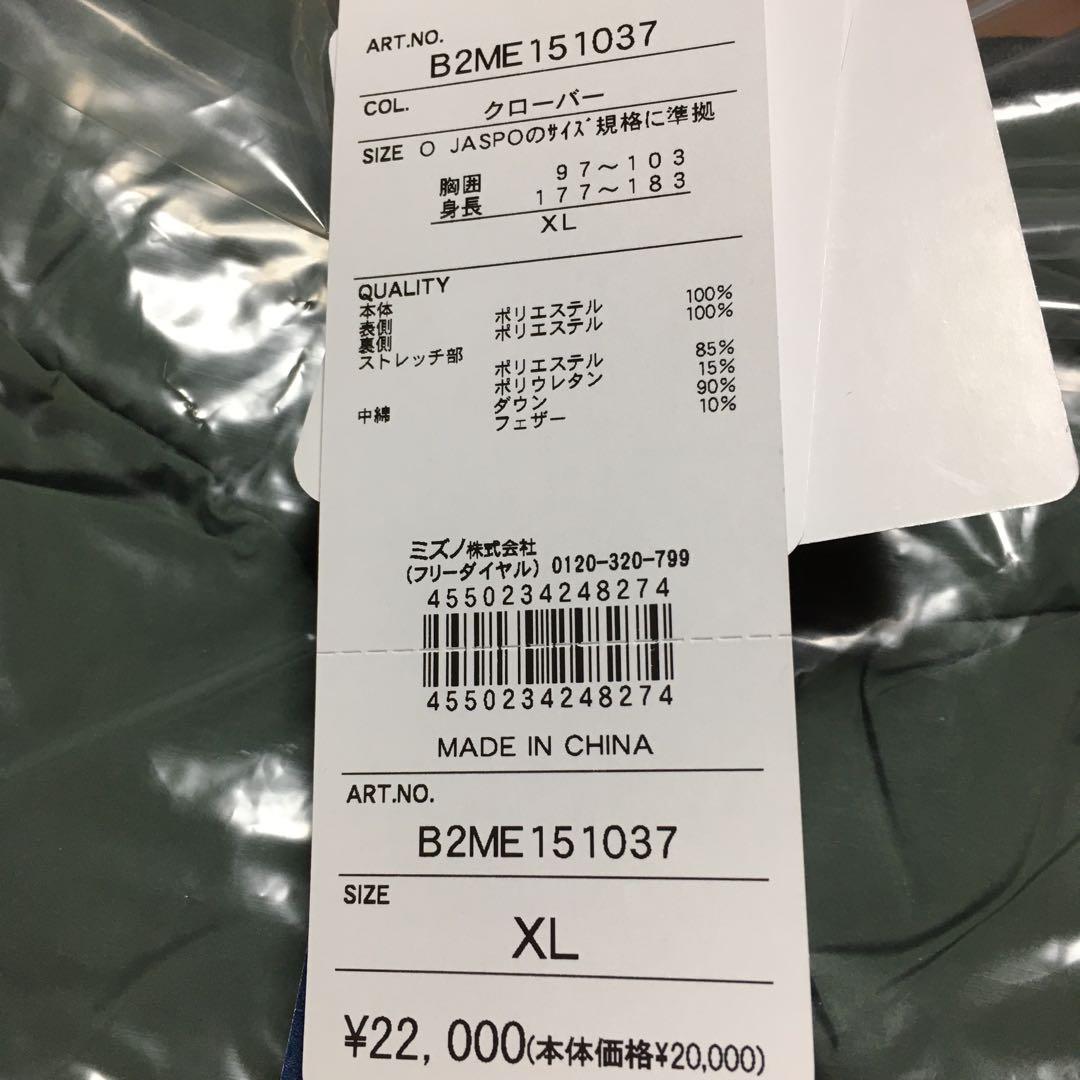 ART.NO.
B2ME151037
COL.
クローバー
SIZE O JASPOのサイズ規格に準拠
胸囲 97〜103
身長 177〜183
XL
QUALITY
本体
表側 ポリエステル 100%
裏側 ポリエステル 100%
ストレッチ部
ポリエステル 85%
ポリウレタン 15%
中綿 ダウン 90%
フェザー 10%
ミズノ株式会社
(フリーダイヤル) 0120-320-799
4550234248274
4550234248274
MADE IN CHINA
ART.NO.
B2ME151037
SIZE
XL
¥22,000(本体価格¥20,000)